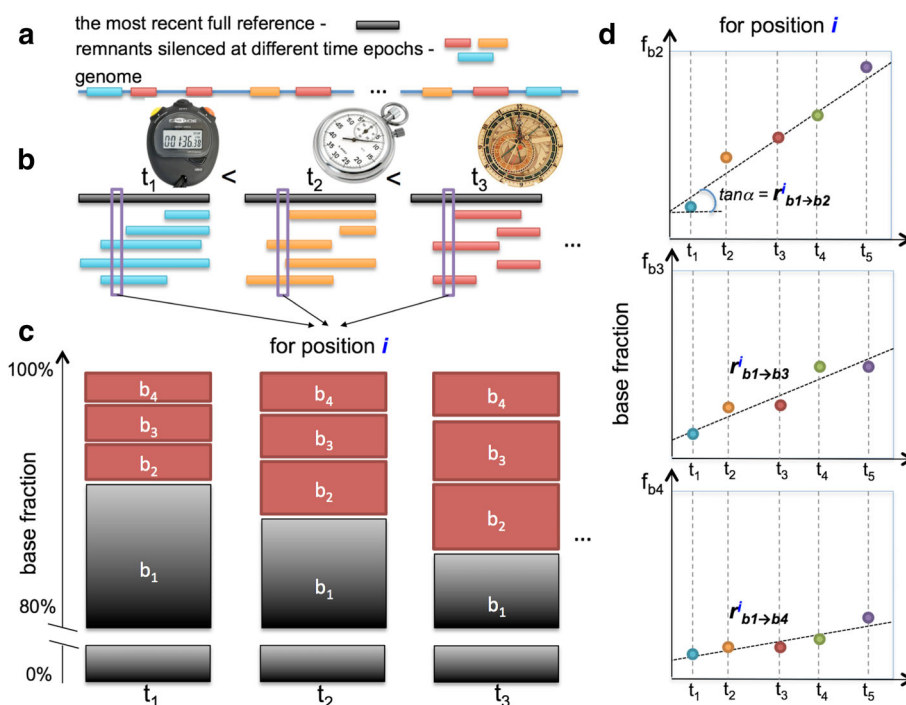 a
the most recent full reference -
remnants silenced at different time epochs -
genome
...
b
t1 < t2 < t3
...
for position i
c
100%
base fraction
80%
0%
b4
b3
b2
b1
t1
b4
b3
b2
b1
t2
b4
b3
b2
b1
t3
...
d
for position i
fb2
tanα = r^i b1→b2
t1 t2 t3 t4 t5
fb3
r^i b1→b3
t1 t2 t3 t4 t5
base fraction
fb4
r^i b1→b4
t1 t2 t3 t4 t5